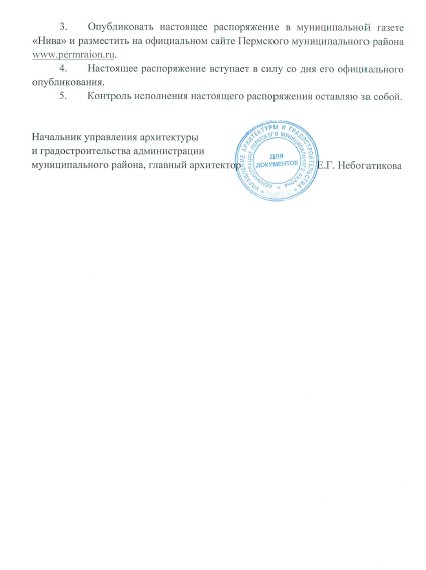 3. Опубликовать настоящее распоряжение в муниципальной газете
«Нива» и разместить на официальном сайте Пермского муниципального района
www.permraion.ru.
4. Настоящее распоряжение вступает в силу со дня его официального
опубликования.
5. Контроль исполнения настоящего распоряжения оставляю за собой.
Начальник управления архитектуры
и градостроительства администрации
муниципального района, главный архитектор
Е.Г. Небогатикова
УПРАВЛЕНИЕ АРХИТЕКТУРЫ И ГРАДОСТРОИТЕЛЬСТВА
АДМИНИСТРАЦИИ ПЕРМСКОГО МУНИЦИПАЛЬНОГО РАЙОНА
ДЛЯ
ДОКУМЕНТОВ